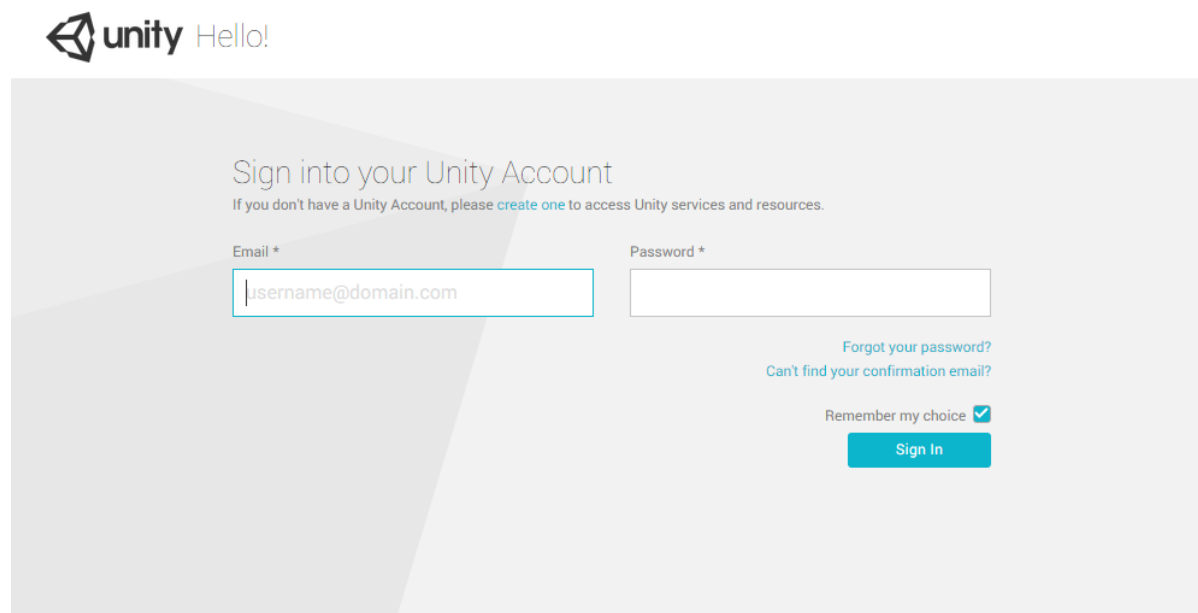 unity Hello!
Sign into your Unity Account
If you don't have a Unity Account, please create one to access Unity services and resources.
Email *
Password *
username@domain.com
Forgot your password?
Can't find your confirmation email?
Remember my choice
Sign In